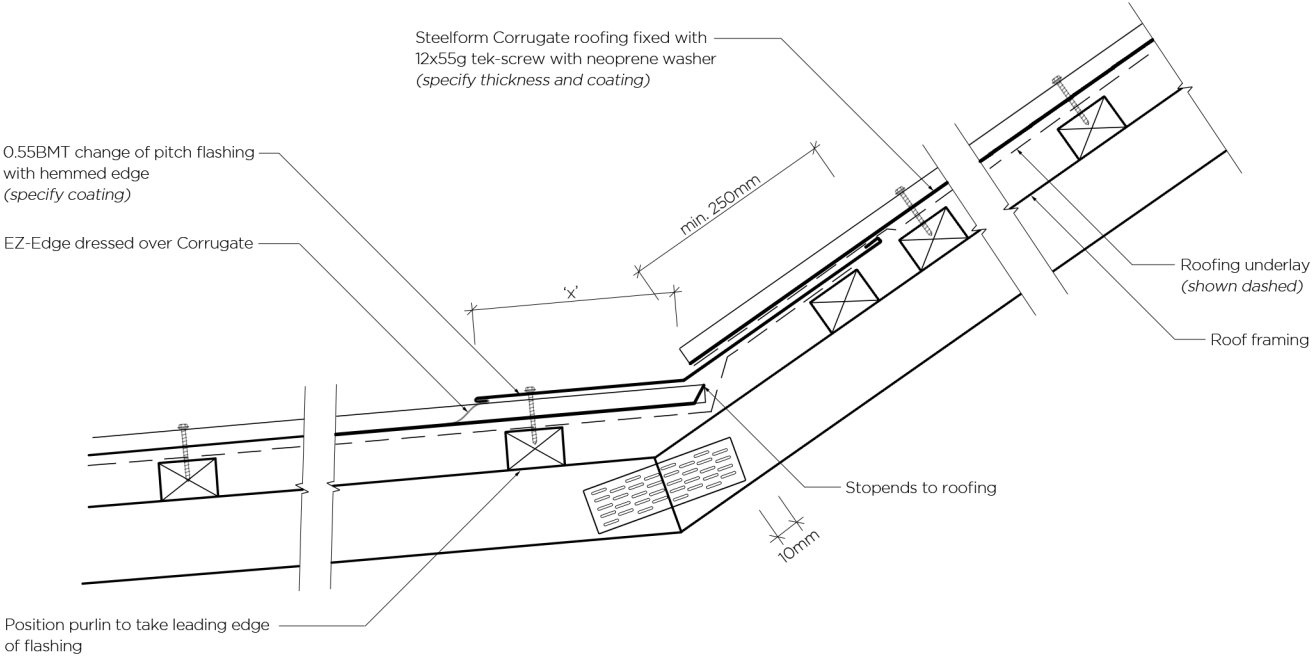 Steelform Corrugate roofing fixed with
12x55g tek-screw with neoprene washer
(specify thickness and coating)
0.55BMT change of pitch flashing
with hemmed edge
(specify coating)
EZ-Edge dressed over Corrugate
min. 250mm
'x'
Roofing underlay
(shown dashed)
Roof framing
Stopends to roofing
10mm
Position purlin to take leading edge
of flashing